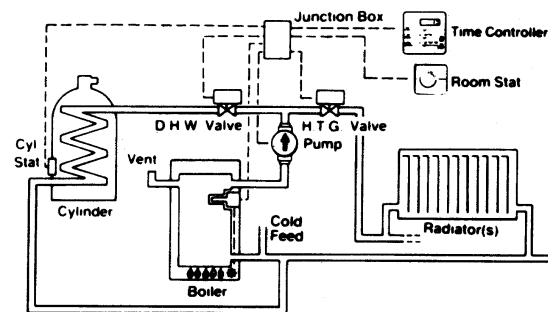 Junction Box
Time Controller
Room Stat
D H W Valve
H T G Valve
Cyl
Stat
Vent
Pump
Cylinder
Cold
Feed
Radiator(s)
Boiler